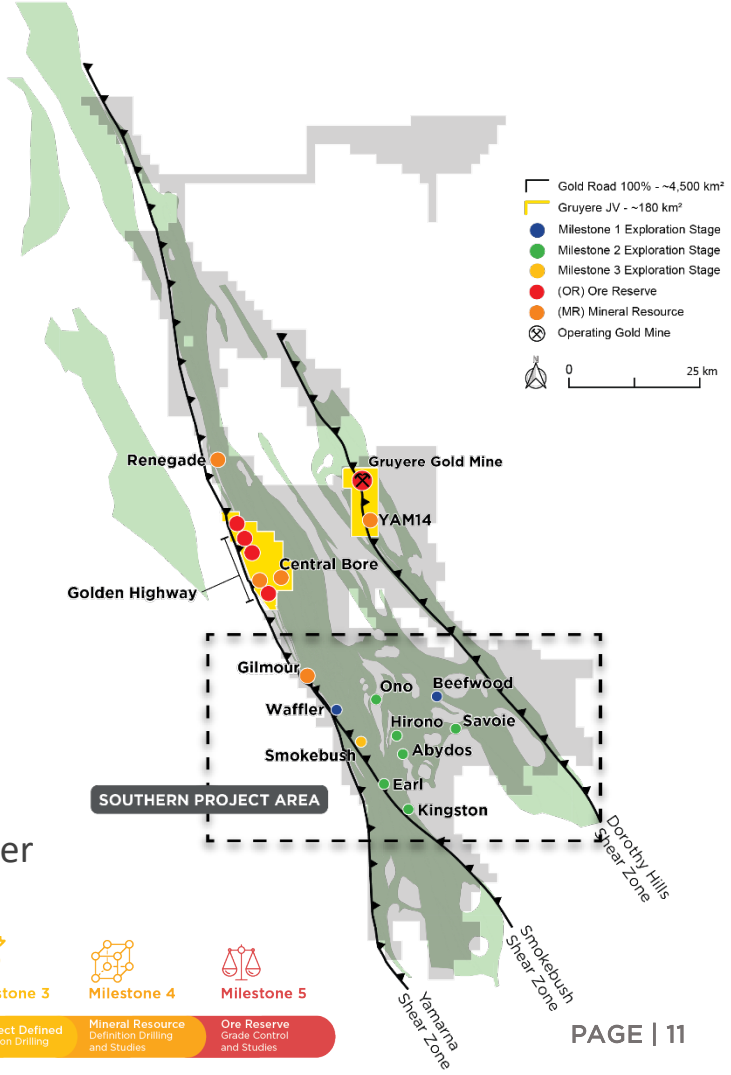 Gold Road 100% - ~4,500 km²
Gruyere JV - ~180 km²
Milestone 1 Exploration Stage
Milestone 2 Exploration Stage
Milestone 3 Exploration Stage
(OR) Ore Reserve
(MR) Mineral Resource
Operating Gold Mine
N
0
25 km
Renegade
Gruyere Gold Mine
YAM14
Central Bore
Golden Highway
Gilmour
Ono
Beefwood
Waffler
Hirono
Savoie
Smokebush
Abydos
Earl
Kingston
SOUTHERN PROJECT AREA
Dorothy Hills
Shear Zone
Smokebush
Shear Zone
Yamarna
Shear Zone
er
stone 3
Milestone 4
Milestone 5
ect Defined
on Drilling
Mineral Resource
Definition Drilling
and Studies
Ore Reserve
Grade Control
and Studies
PAGE | 11